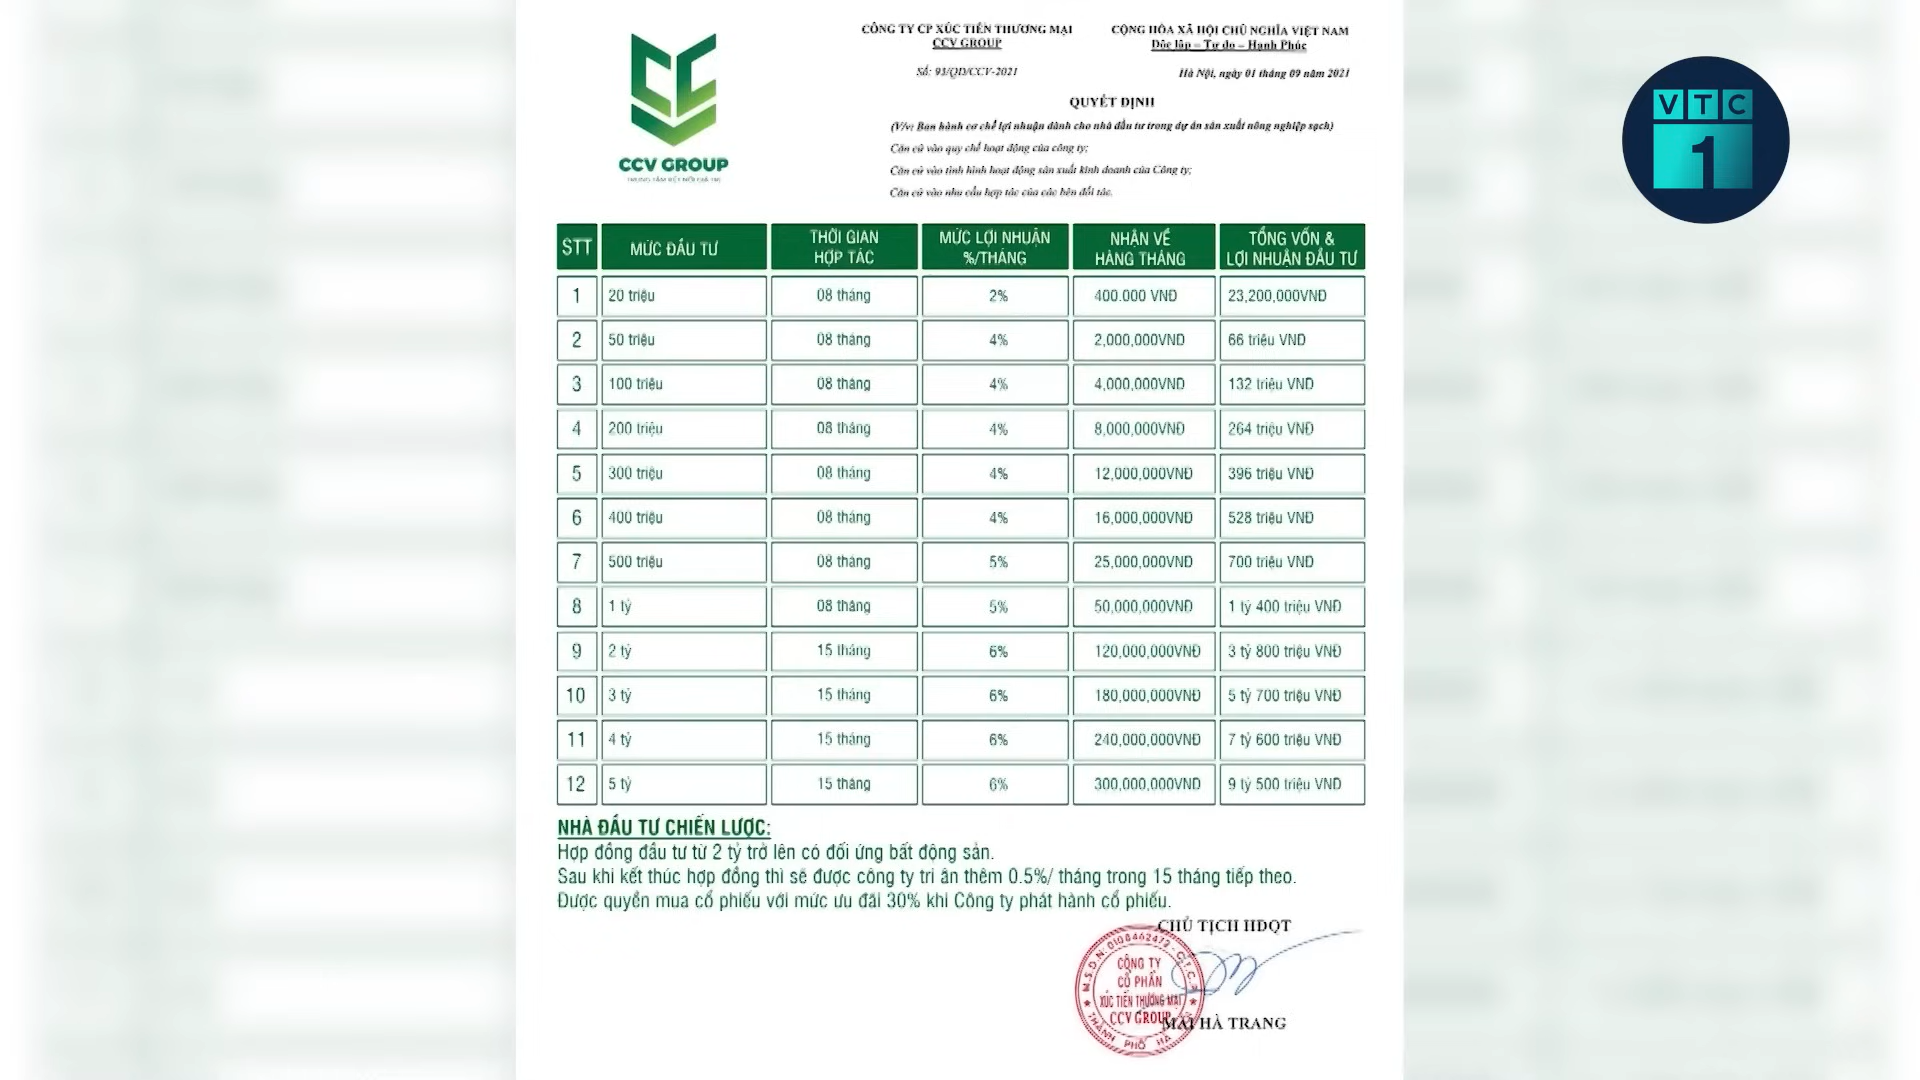 CCV GROUP
CÔNG TY CP XÚC TIẾN THƯƠNG MẠI
CCV GROUP
Số: 93/QD/CCV-2021
CỘNG HÒA XÃ HỘI CHỦ NGHĨA VIỆT NAM
Độc lập – Tự do – Hạnh Phúc
Hà Nội, ngày 01 tháng 09 năm 2021
QUYẾT ĐỊNH
(V/v: Ban hành cơ chế lợi nhuận dành cho nhà đầu tư trong dự án sản xuất nông nghiệp sạch)
Căn cứ vào quy chế hoạt động của công ty;
Căn cứ vào tình hình hoạt động sản xuất kinh doanh của Công ty;
Căn cứ vào nhu cầu hợp tác của các bên đối tác.
VTC
1
STT MỨC ĐẦU TƯ THỜI GIAN HỢP TÁC MỨC LỢI NHUẬN %/THÁNG NHẬN VỀ HÀNG THÁNG TỔNG VỐN & LỢI NHUẬN ĐẦU TƯ
1 20 triệu 08 tháng 2% 400.000 VNĐ 23,200,000VNĐ
2 50 triệu 08 tháng 4% 2,000,000VNĐ 66 triệu VNĐ
3 100 triệu 08 tháng 4% 4,000,000VNĐ 132 triệu VNĐ
4 200 triệu 08 tháng 4% 8,000,000VNĐ 264 triệu VNĐ
5 300 triệu 08 tháng 4% 12,000,000VNĐ 396 triệu VNĐ
6 400 triệu 08 tháng 4% 16,000,000VNĐ 528 triệu VNĐ
7 500 triệu 08 tháng 5% 25,000,000VNĐ 700 triệu VNĐ
8 1 tỷ 08 tháng 5% 50,000,000VNĐ 1 tỷ 400 triệu VNĐ
9 2 tỷ 15 tháng 6% 120,000,000VNĐ 3 tỷ 800 triệu VNĐ
10 3 tỷ 15 tháng 6% 180,000,000VNĐ 5 tỷ 700 triệu VNĐ
11 4 tỷ 15 tháng 6% 240,000,000VNĐ 7 tỷ 600 triệu VNĐ
12 5 tỷ 15 tháng 6% 300,000,000VNĐ 9 tỷ 500 triệu VNĐ
NHÀ ĐẦU TƯ CHIẾN LƯỢC:
Hợp đồng đầu tư từ 2 tỷ trở lên có đối ứng bất động sản.
Sau khi kết thúc hợp đồng thì sẽ được công ty tri ân thêm 0.5%/ tháng trong 15 tháng tiếp theo.
Được quyền mua cổ phiếu với mức ưu đãi 30% khi Công ty phát hành cổ phiếu.
CHỦ TỊCH HĐQT
M.S.D.N: 0108462472 - C.T.C.P
CÔNG TY
CỔ PHẦN
XÚC TIẾN THƯƠNG MẠI
CCV GROUP
THÀNH PHỐ HÀ
MAI HÀ TRANG